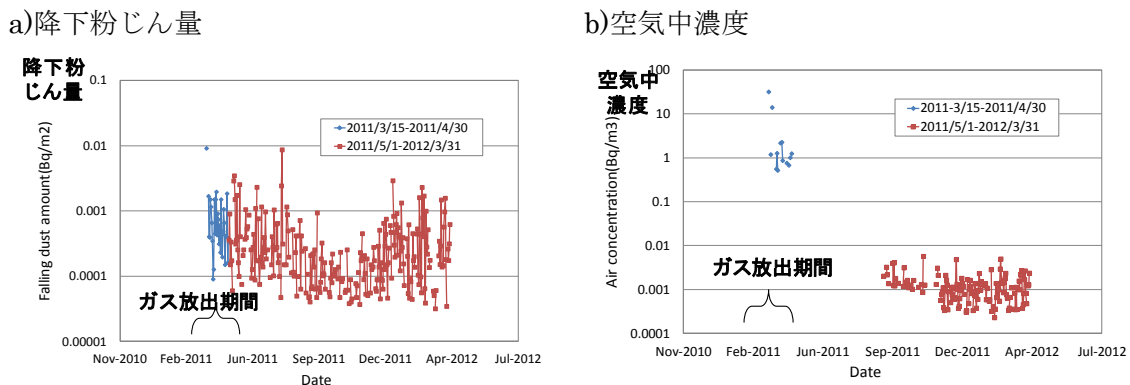 a)降下粉じん量
降下粉
じん量
0.1
0.01
0.001
0.0001
0.00001
Falling dust amount(Bq/m2)
2011/3/15-2011/4/30
2011/5/1-2012/3/31
ガス放出期間
Nov-2010 Feb-2011 Jun-2011 Sep-2011 Dec-2011 Apr-2012 Jul-2012
Date
b)空気中濃度
空気中
濃度
100
10
1
0.1
0.01
0.001
0.0001
Air concentration(Bq/m3)
2011-3/15-2011/4/30
2011/5/1-2012/3/31
ガス放出期間
Nov-2010 Feb-2011 Jun-2011 Sep-2011 Dec-2011 Apr-2012 Jul-2012
Date